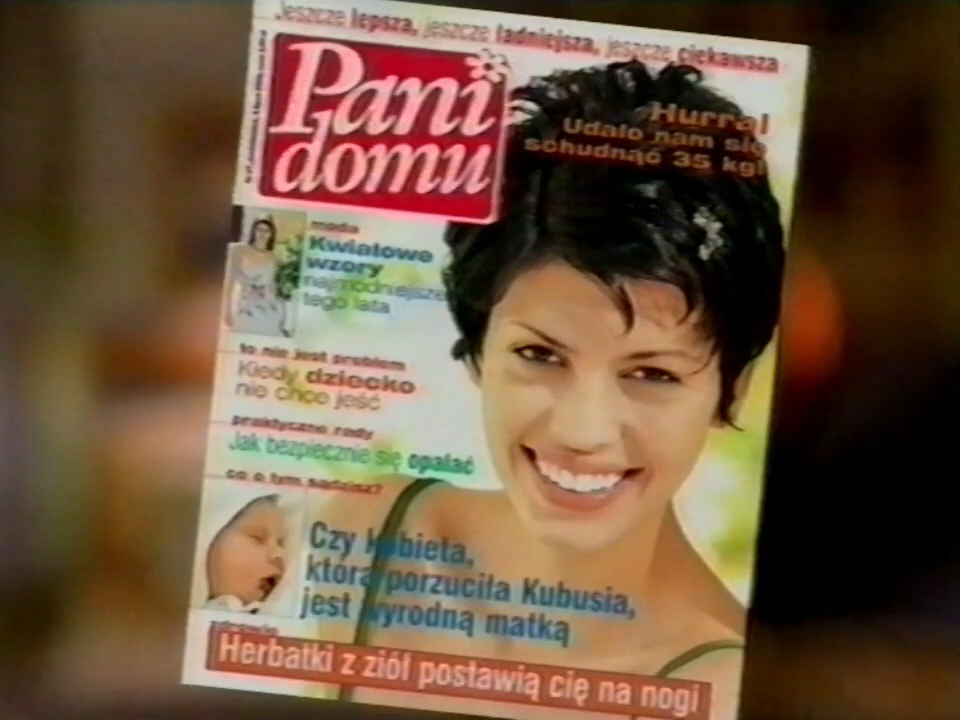 Jeszcze lepsza, jeszcze ładniejsza, jeszcze ciekawsza
Pani
domu
Hurra!
Udało nam się
schudnąć 35 kg!
moda
Kwiatowe
wzory
najmodniejsze
tego lata
to nie jest problem
Kiedy dziecko
nie chce jeść
praktyczne rady
Jak bezpiecznie się opalać
co o tym sądzisz?
Czy kobieta,
która porzuciła Kubusia,
jest wyrodną matką
zdrowie
Herbatki z ziół postawią cię na nogi